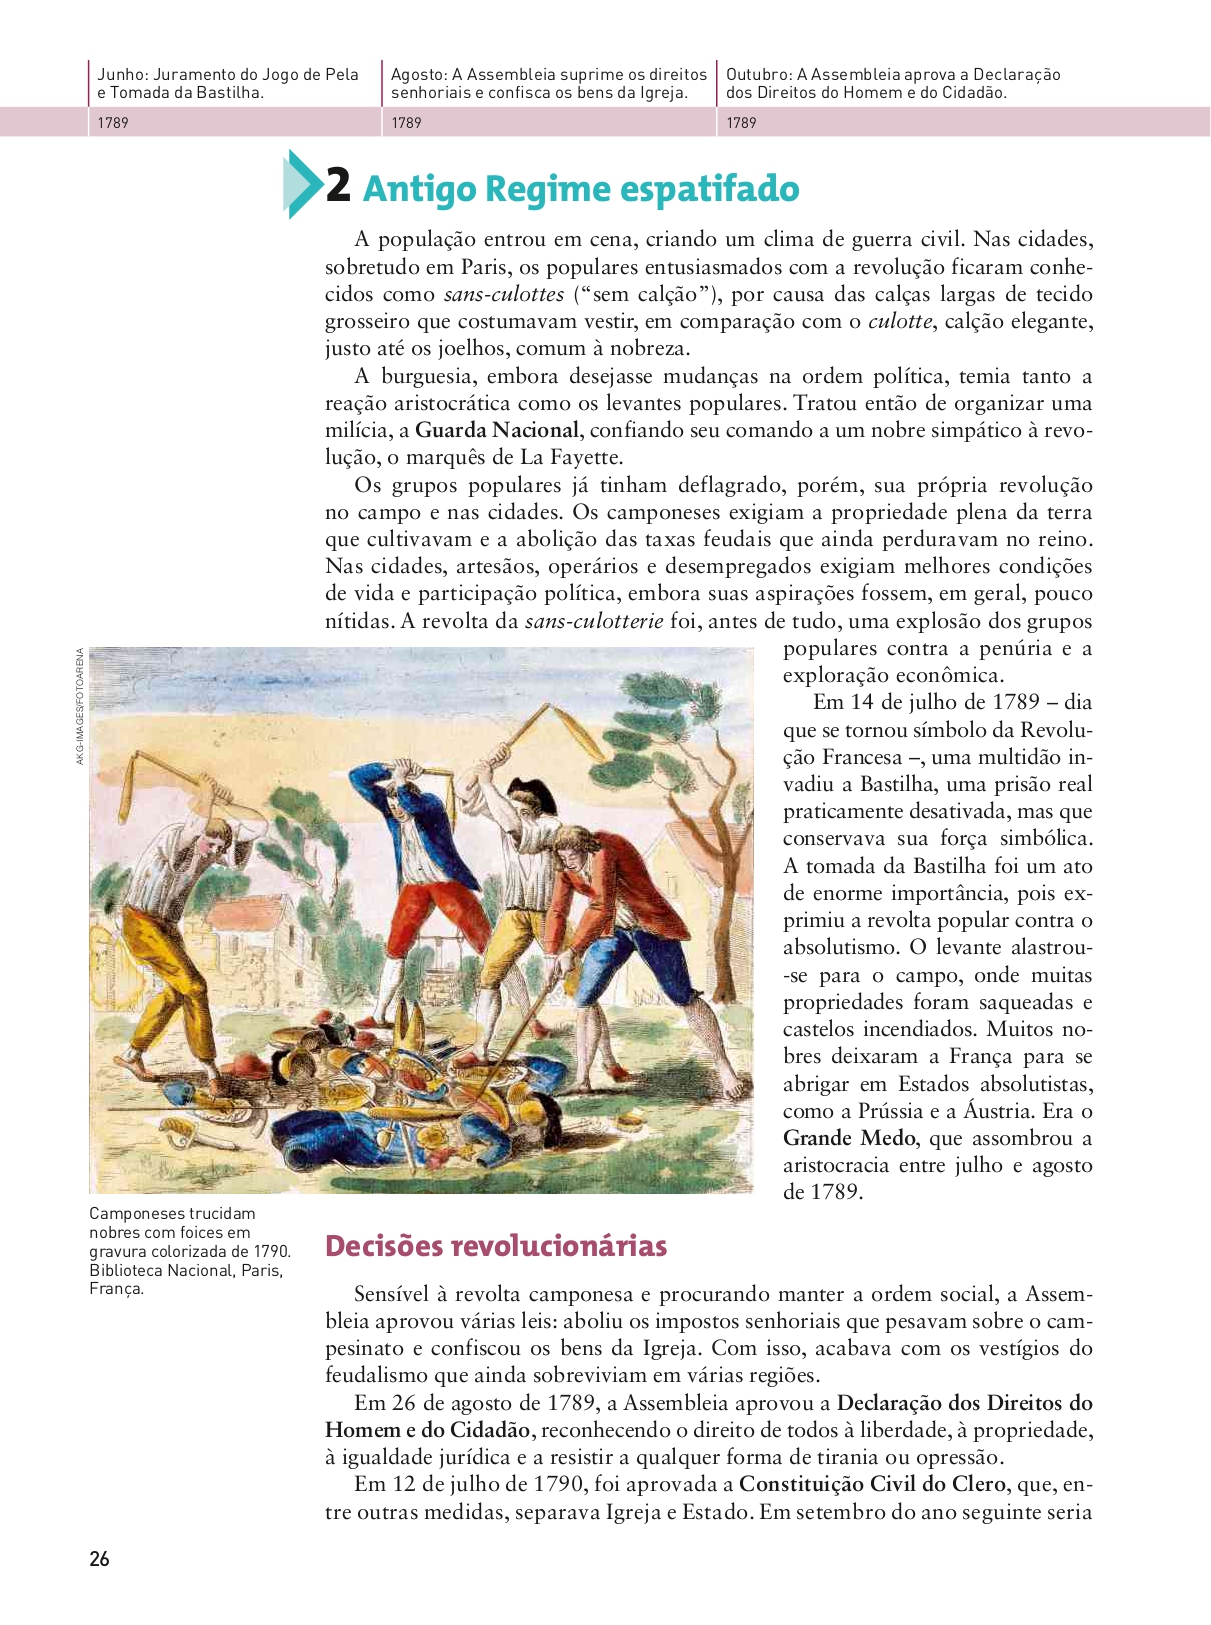 Junho: Juramento do Jogo de Pela
e Tomada da Bastilha.
Agosto: A Assembleia suprime os direitos
senhoriais e confisca os bens da Igreja.
Outubro: A Assembleia aprova a Declaração
dos Direitos do Homem e do Cidadão.
1789
1789
1789
2 Antigo Regime espatifado
A população entrou em cena, criando um clima de guerra civil. Nas cidades,
sobretudo em Paris, os populares entusiasmados com a revolução ficaram conhe-
cidos como sans-culottes (“sem calção”), por causa das calças largas de tecido
grosseiro que costumavam vestir, em comparação com o culotte, calção elegante,
justo até os joelhos, comum à nobreza.
A burguesia, embora desejasse mudanças na ordem política, temia tanto a
reação aristocrática como os levantes populares. Tratou então de organizar uma
milícia, a Guarda Nacional, confiando seu comando a um nobre simpático à revo-
lução, o marquês de La Fayette.
Os grupos populares já tinham deflagrado, porém, sua própria revolução
no campo e nas cidades. Os camponeses exigiam a propriedade plena da terra
que cultivavam e a abolição das taxas feudais que ainda perduravam no reino.
Nas cidades, artesãos, operários e desempregados exigiam melhores condições
de vida e participação política, embora suas aspirações fossem, em geral, pouco
nítidas. A revolta da sans-culotterie foi, antes de tudo, uma explosão dos grupos
populares contra a penúria e a
exploração econômica.
Em 14 de julho de 1789 – dia
que se tornou símbolo da Revolu-
ção Francesa –, uma multidão in-
vadiu a Bastilha, uma prisão real
praticamente desativada, mas que
conservava sua força simbólica.
A tomada da Bastilha foi um ato
de enorme importância, pois ex-
primiu a revolta popular contra o
absolutismo. O levante alastrou-
-se para o campo, onde muitas
propriedades foram saqueadas e
castelos incendiados. Muitos no-
bres deixaram a França para se
abrigar em Estados absolutistas,
como a Prússia e a Áustria. Era o
Grande Medo, que assombrou a
aristocracia entre julho e agosto
de 1789.
AKG-IMAGES/FOTOARENA
Camponeses trucidam
nobres com foices em
gravura colorizada de 1790.
Biblioteca Nacional, Paris,
França.
Decisões revolucionárias
Sensível à revolta camponesa e procurando manter a ordem social, a Assem-
bleia aprovou várias leis: aboliu os impostos senhoriais que pesavam sobre o cam-
pesinato e confiscou os bens da Igreja. Com isso, acabava com os vestígios do
feudalismo que ainda sobreviviam em várias regiões.
Em 26 de agosto de 1789, a Assembleia aprovou a Declaração dos Direitos do
Homem e do Cidadão, reconhecendo o direito de todos à liberdade, à propriedade,
à igualdade jurídica e a resistir a qualquer forma de tirania ou opressão.
Em 12 de julho de 1790, foi aprovada a Constituição Civil do Clero, que, en-
tre outras medidas, separava Igreja e Estado. Em setembro do ano seguinte seria
26